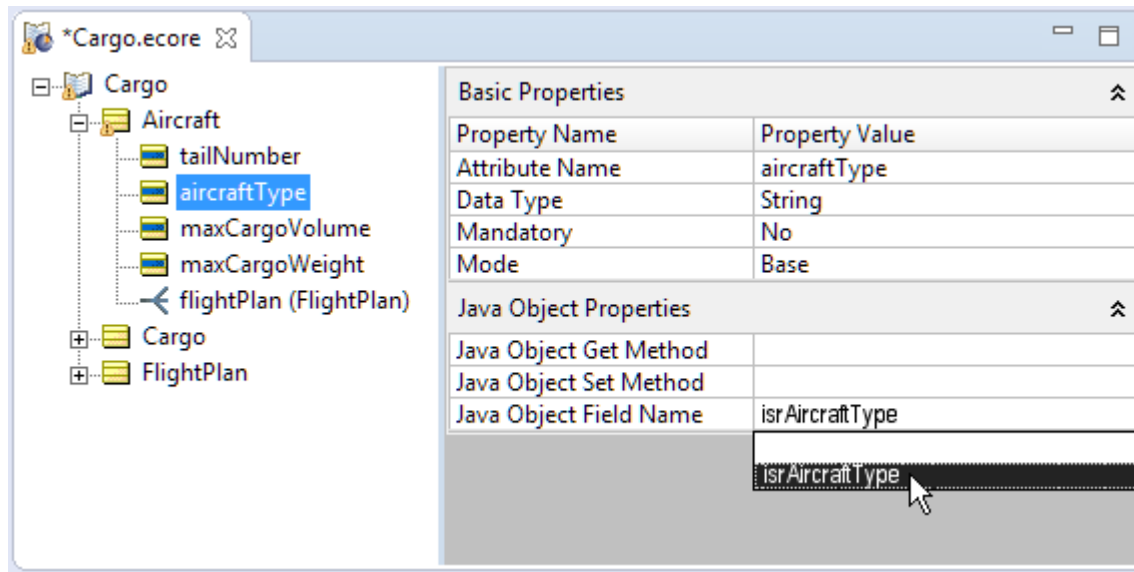 *Cargo.ecore
Cargo
Aircraft
tailNumber
aircraftType
maxCargoVolume
maxCargoWeight
flightPlan (FlightPlan)
Cargo
FlightPlan
Basic Properties
Property Name Property Value
Attribute Name aircraftType
Data Type String
Mandatory No
Mode Base
Java Object Properties
Java Object Get Method
Java Object Set Method
Java Object Field Name isrAircraftType
isrAircraftType